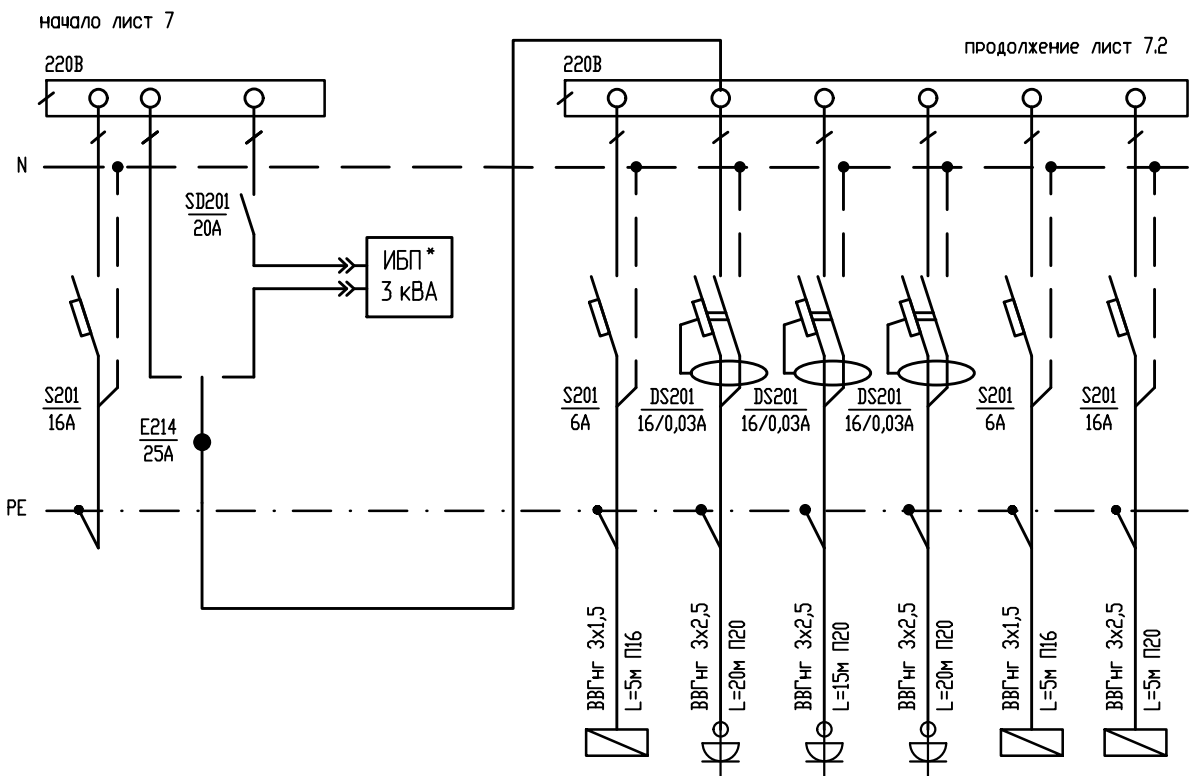 начало лист 7
продолжение лист 7.2
220В
220В
N
SD201
20А
ИБП *
3 кВА
S201
16А
E214
25А
S201
6А
DS201
16/0,03А
DS201
16/0,03А
DS201
16/0,03А
S201
6А
S201
16А
PE
ВВГнг 3х1,5
L=5м П16
ВВГнг 3х2,5
L=20м П20
ВВГнг 3х2,5
L=15м П20
ВВГнг 3х2,5
L=20м П20
ВВГнг 3х1,5
L=5м П16
ВВГнг 3х2,5
L=5м П20